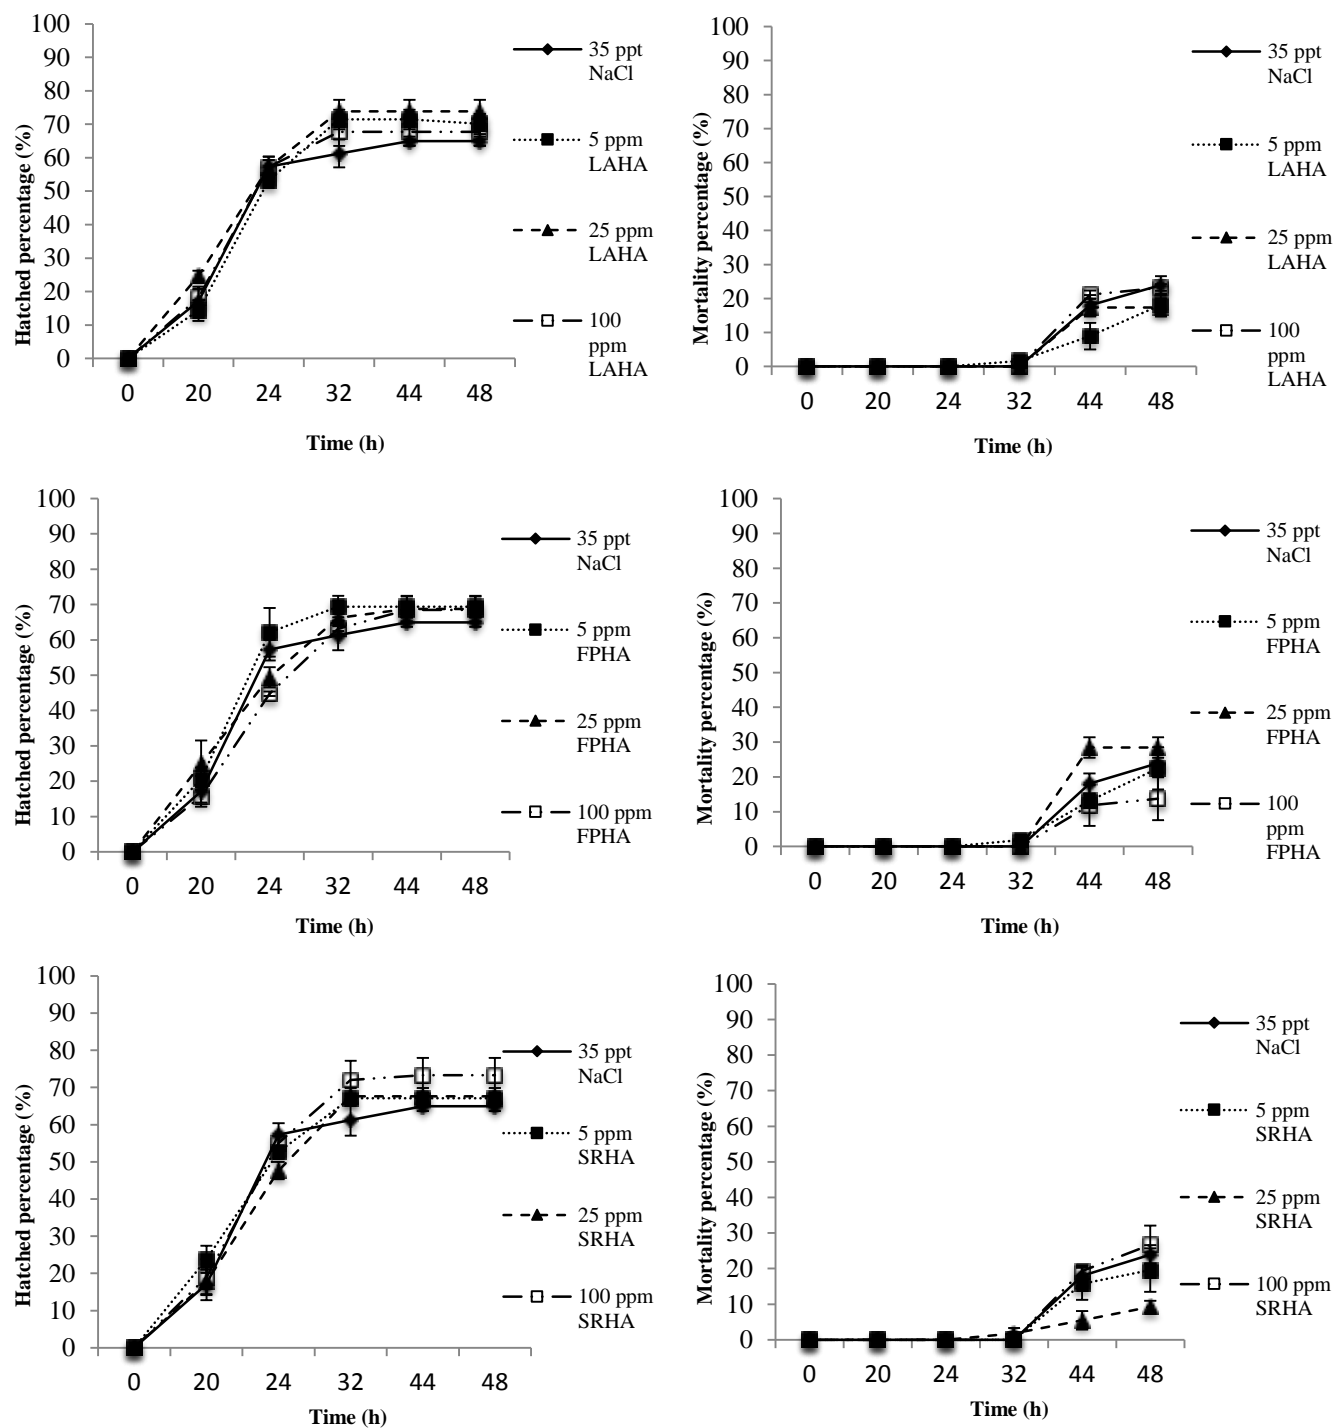 Hatched percentage (%)
100
90
80
70
60
50
40
30
20
10
0
0 20 24 32 44 48
Time (h)
35 ppt
NaCl
5 ppm
LAHA
25 ppm
LAHA
100
ppm
LAHA
Mortality percentage (%)
100
90
80
70
60
50
40
30
20
10
0
0 20 24 32 44 48
Time (h)
35 ppt
NaCl
5 ppm
LAHA
25 ppm
LAHA
100
ppm
LAHA
Hatched percentage (%)
100
90
80
70
60
50
40
30
20
10
0
0 20 24 32 44 48
Time (h)
35 ppt
NaCl
5 ppm
FPHA
25 ppm
FPHA
100 ppm
FPHA
Mortality percentage (%)
100
90
80
70
60
50
40
30
20
10
0
0 20 24 32 44 48
Time (h)
35 ppt
NaCl
5 ppm
FPHA
25 ppm
FPHA
100
ppm
FPHA
Hatched percentage (%)
100
90
80
70
60
50
40
30
20
10
0
0 20 24 32 44 48
Time (h)
35 ppt
NaCl
5 ppm
SRHA
25 ppm
SRHA
100 ppm
SRHA
Mortality percentage (%)
100
90
80
70
60
50
40
30
20
10
0
0 20 24 32 44 48
Time (h)
35 ppt
NaCl
5 ppm
SRHA
25 ppm
SRHA
100 ppm
SRHA